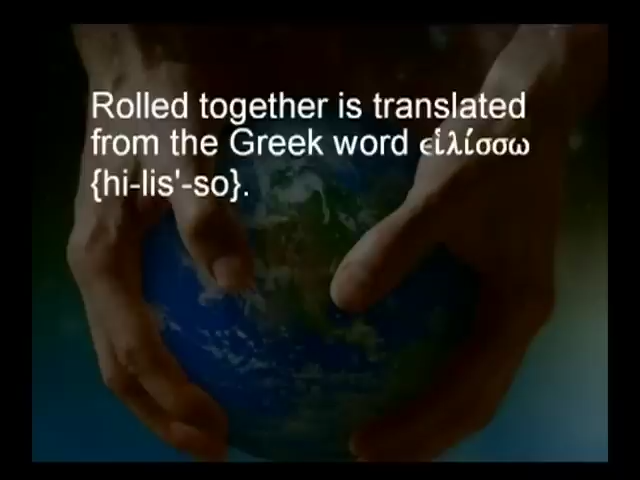 Rolled together is translated
from the Greek word εἱλίσσω
{hi-lis'-so}.